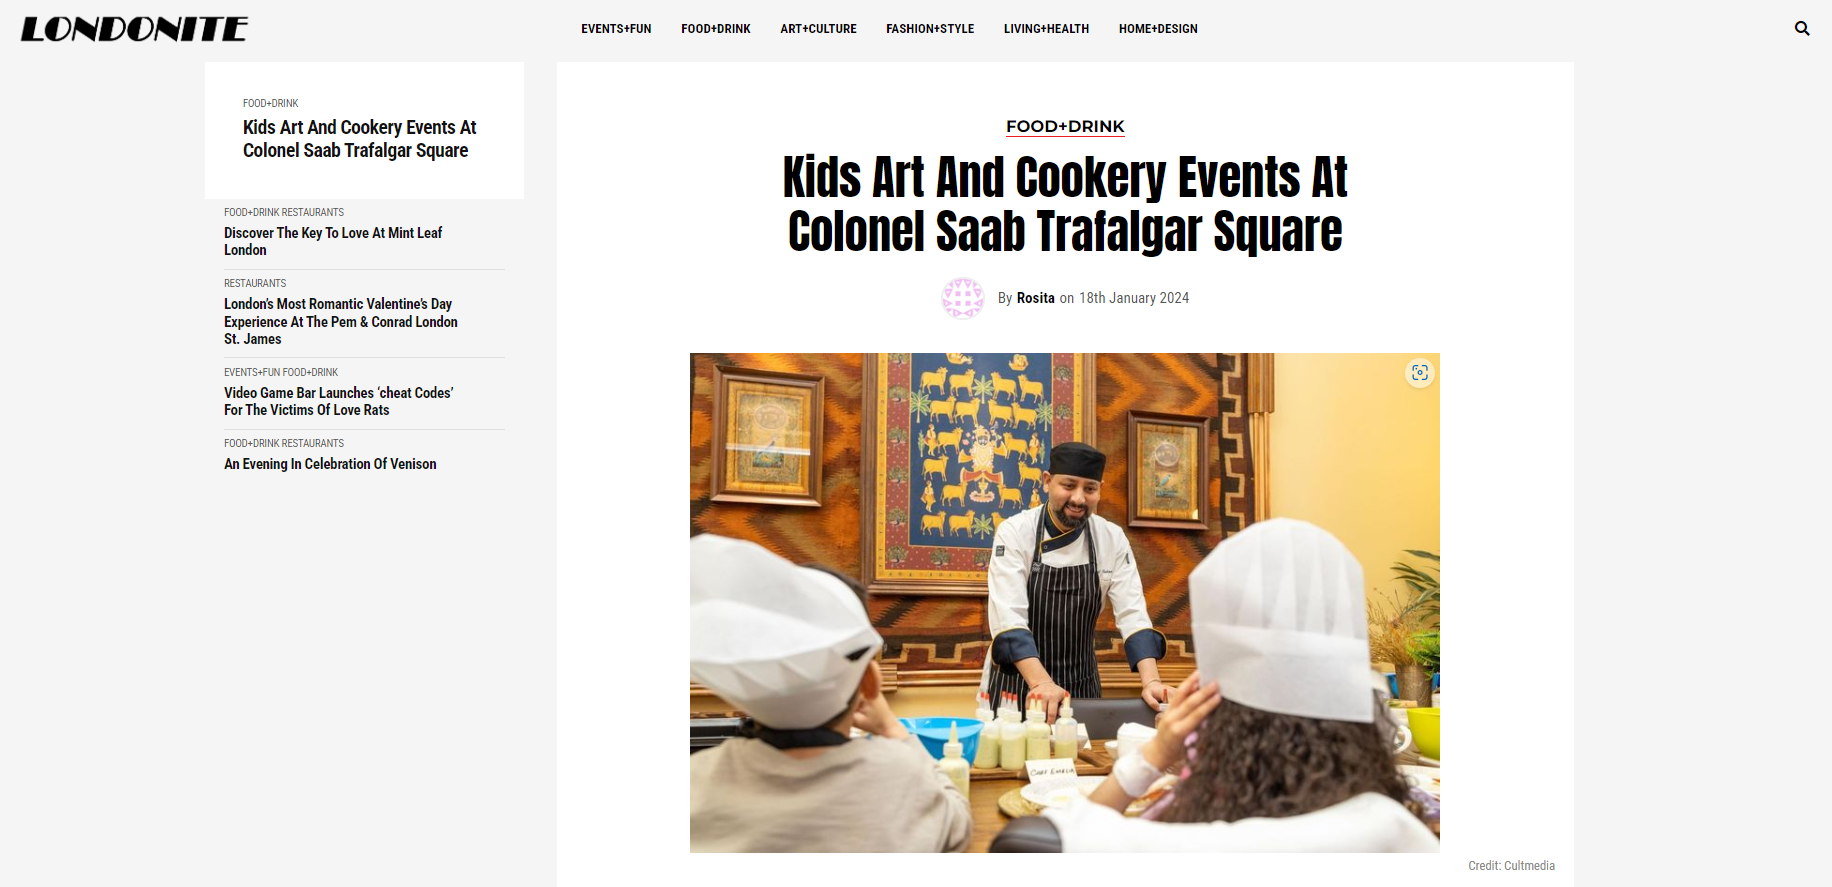 LONDONITE
EVENTS+FUN
FOOD+DRINK
ART+CULTURE
FASHION+STYLE
LIVING+HEALTH
HOME+DESIGN
FOOD+DRINK
Kids Art And Cookery Events At
Colonel Saab Trafalgar Square
FOOD+DRINK RESTAURANTS
Discover The Key To Love At Mint Leaf
London
RESTAURANTS
London's Most Romantic Valentine's Day
Experience At The Pem & Conrad London
St. James
EVENTS+FUN FOOD+DRINK
Video Game Bar Launches ‘cheat Codes’
For The Victims Of Love Rats
FOOD+DRINK RESTAURANTS
An Evening In Celebration Of Venison
FOOD+DRINK
Kids Art And Cookery Events At
Colonel Saab Trafalgar Square
By Rosita on 18th January 2024
CHEF EMELIA
Credit: Cultmedia